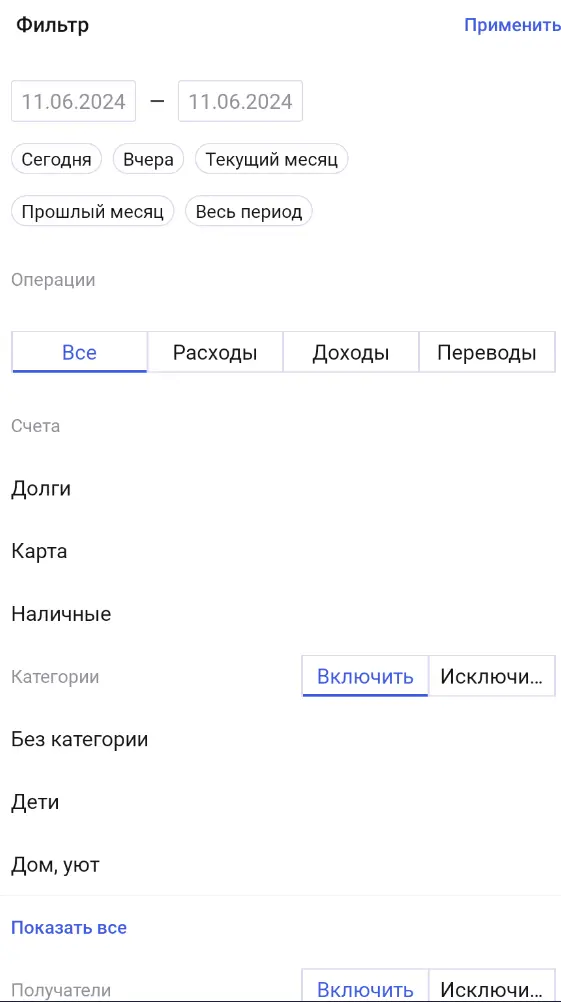 Фильтр Применить
11.06.2024 — 11.06.2024
Сегодня Вчера Текущий месяц
Прошлый месяц Весь период
Операции
Все Расходы Доходы Переводы
Счета
Долги
Карта
Наличные
Категории Включить Исключи...
Без категории
Дети
Дом, уют
Показать все
Получатели Включить Исключи...